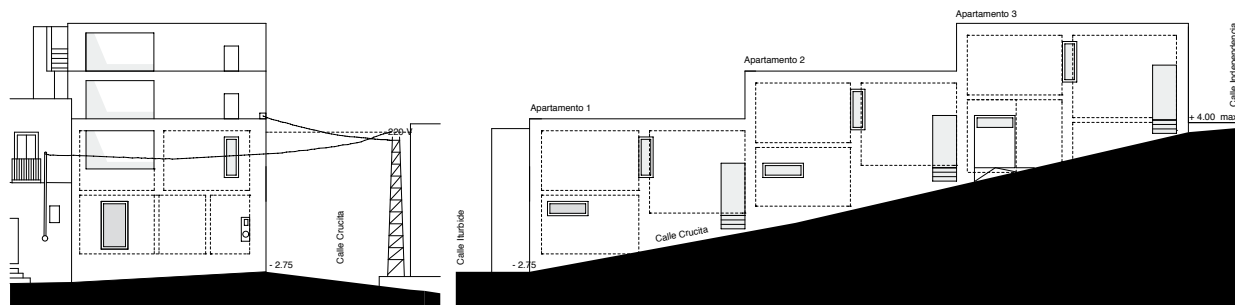 220 V
Calle Crucita
- 2.75
Calle Iturbide
- 2.75
Apartamento 1
Calle Crucita
Apartamento 2
Apartamento 3
Calle Independencia
+ 4.00 max